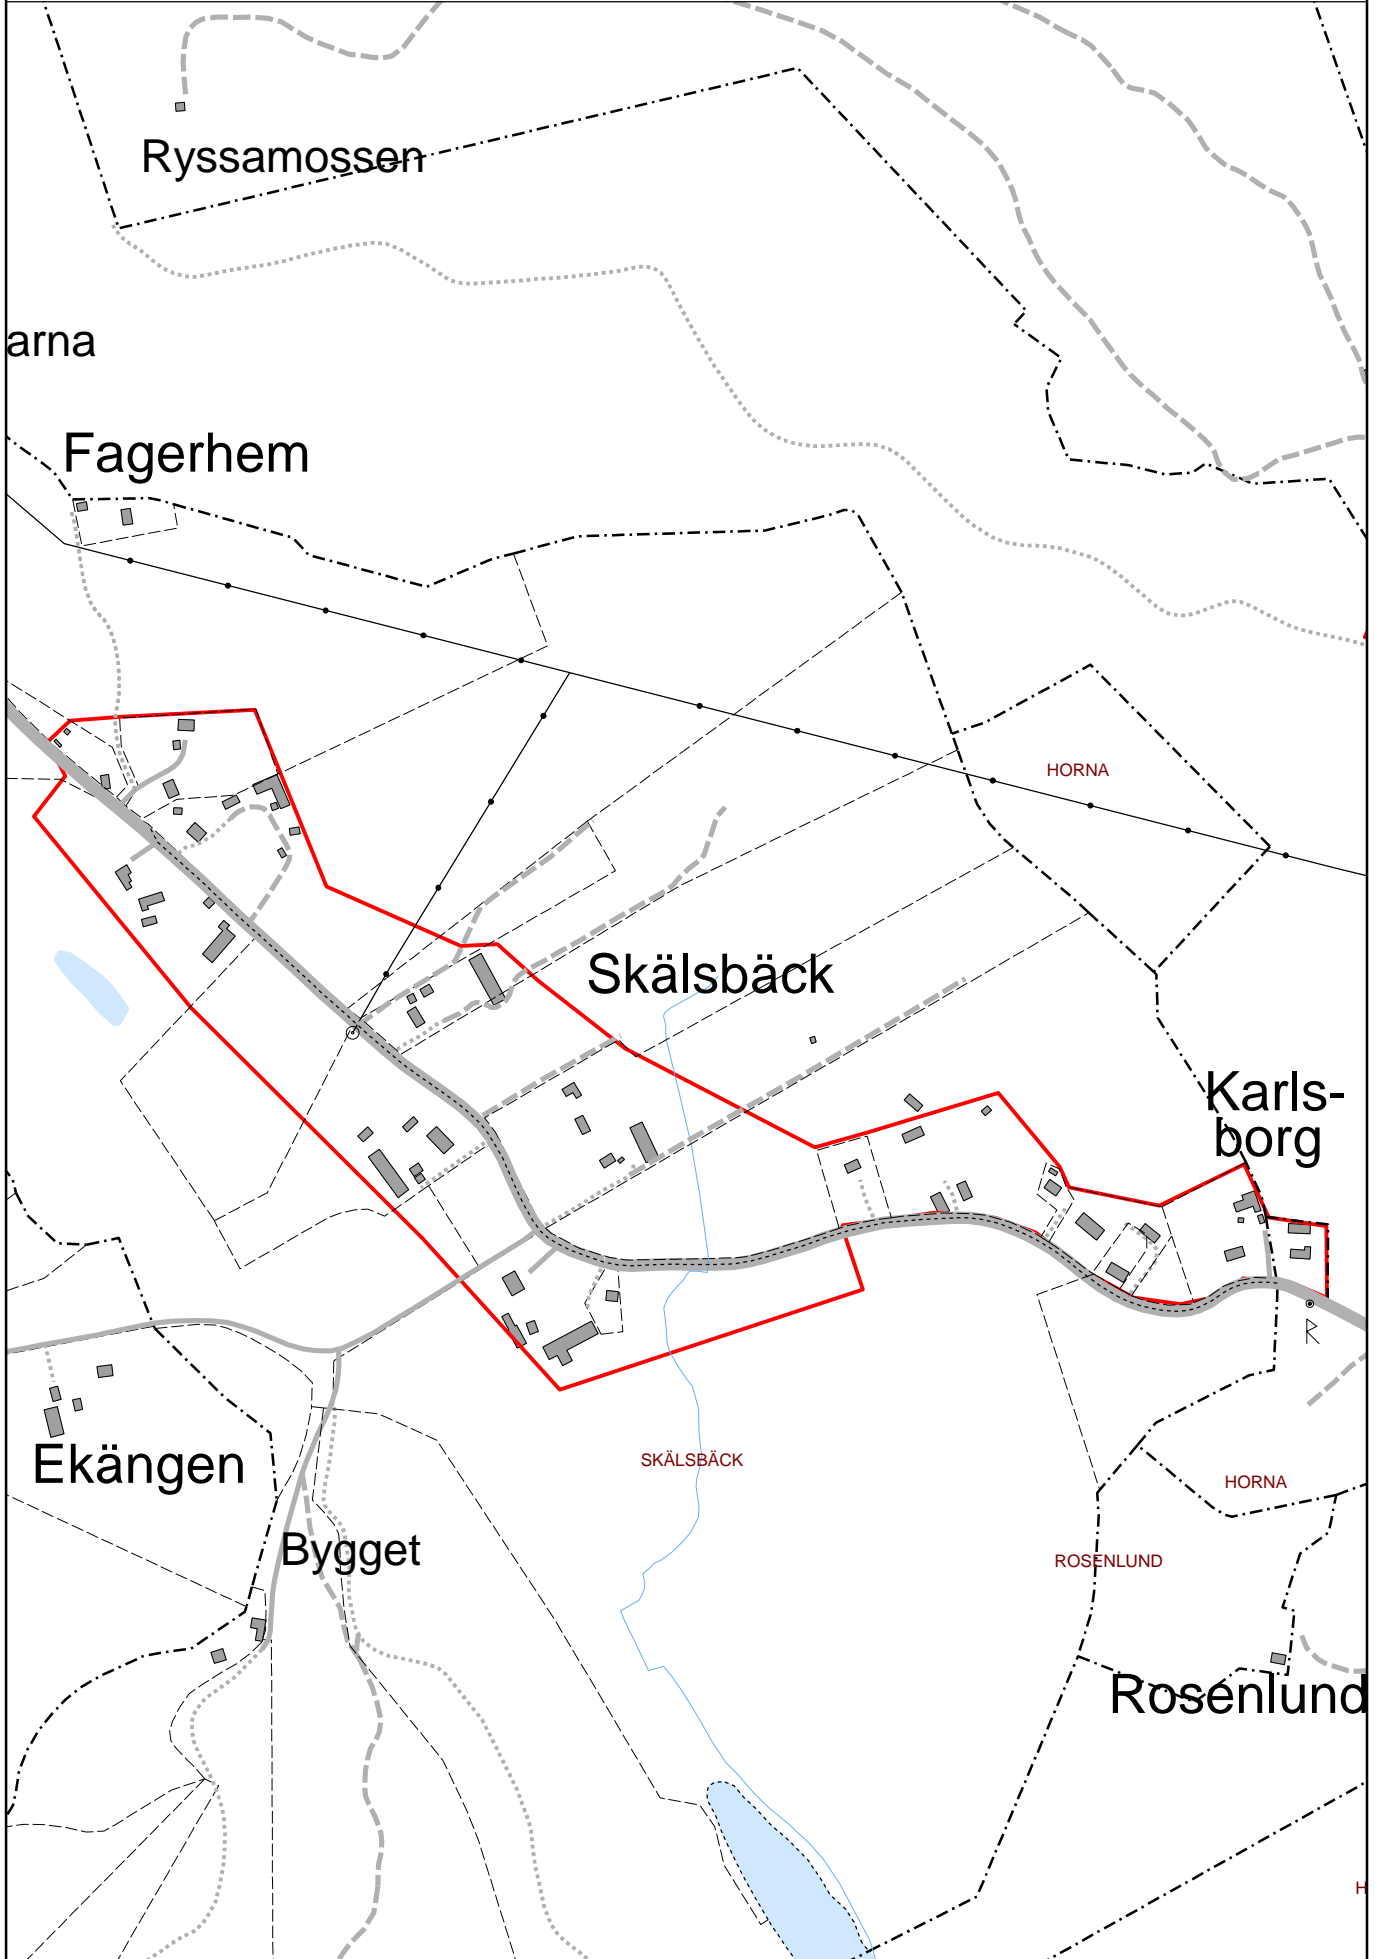 Ryssamossen
arna
Fagerhem
HORNA
Skälsbäck
Karls-
borg
R
SKÄLSBÄCK
Ekängen
HORNA
Bygget
ROSENLUND
Rosenlund
H